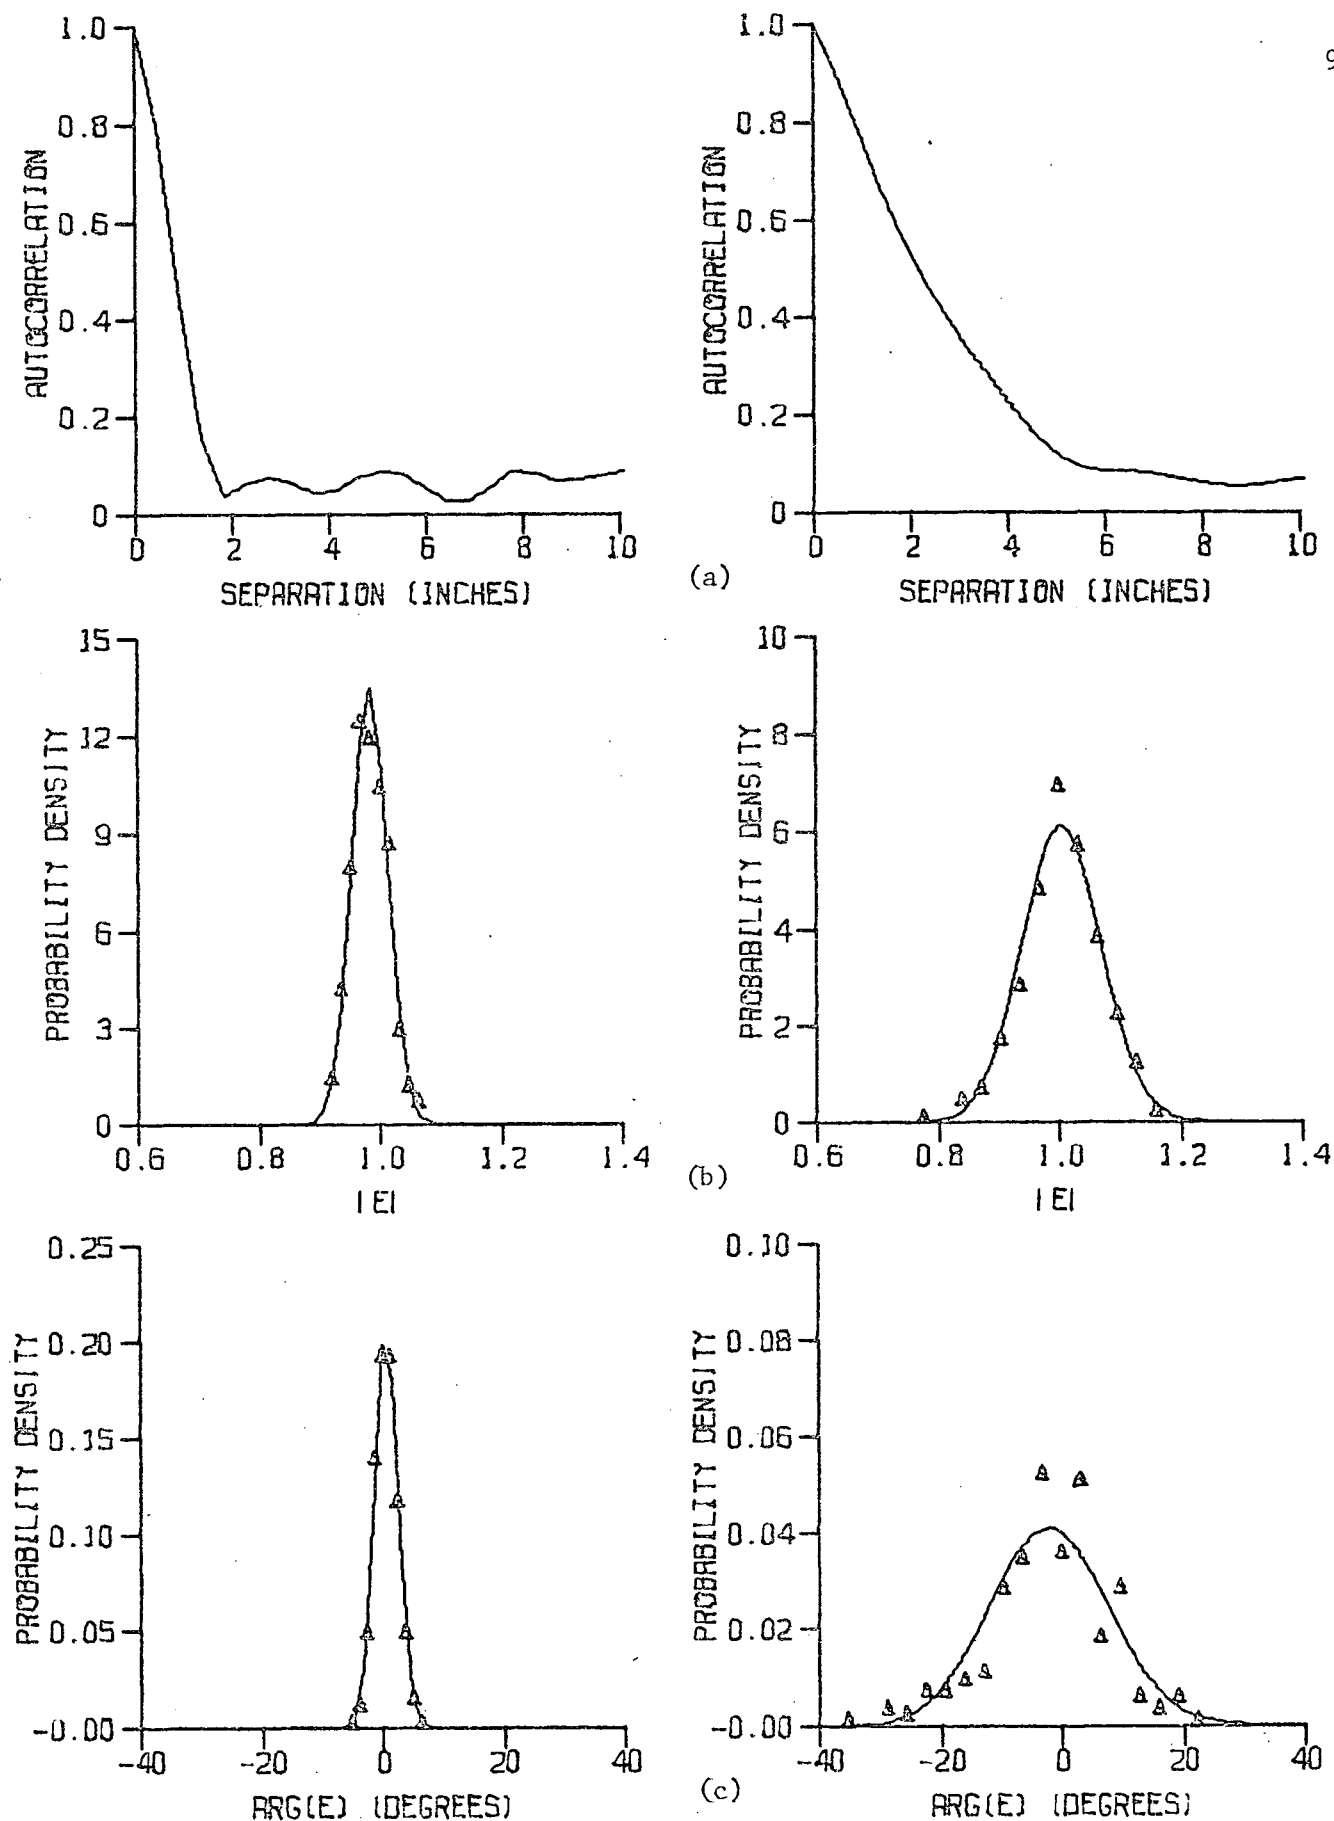 9
1.0
0.8
0.6
0.4
0.2
0
AUTOCORRELATION
0 2 4 6 8 10
SEPARATION (INCHES)
1.0
0.8
0.6
0.4
0.2
0
AUTOCORRELATION
0 2 4 6 8 10
SEPARATION (INCHES)
(a)
15
12
9
6
3
0
PROBABILITY DENSITY
0.6 0.8 1.0 1.2 1.4
|E|
10
8
6
4
2
0
PROBABILITY DENSITY
0.6 0.8 1.0 1.2 1.4
|E|
(b)
0.25
0.20
0.15
0.10
0.05
-0.00
PROBABILITY DENSITY
-40 -20 0 20 40
ARG(E) (DEGREES)
0.10
0.08
0.06
0.04
0.02
-0.00
PROBABILITY DENSITY
-40 -20 0 20 40
ARG(E) (DEGREES)
(c)